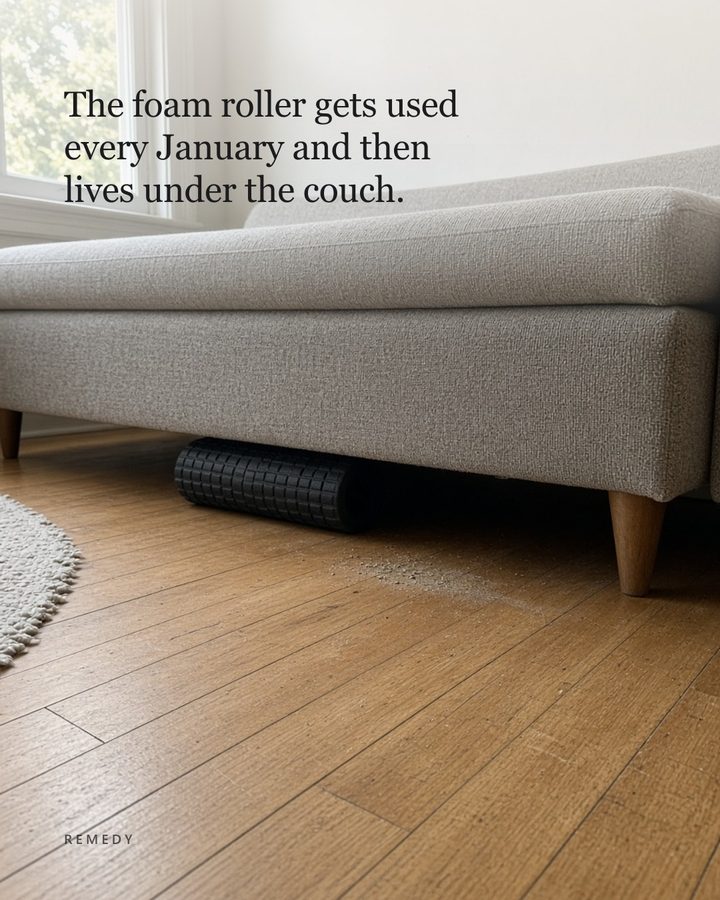 The foam roller gets used
every January and then
lives under the couch.
REMEDY